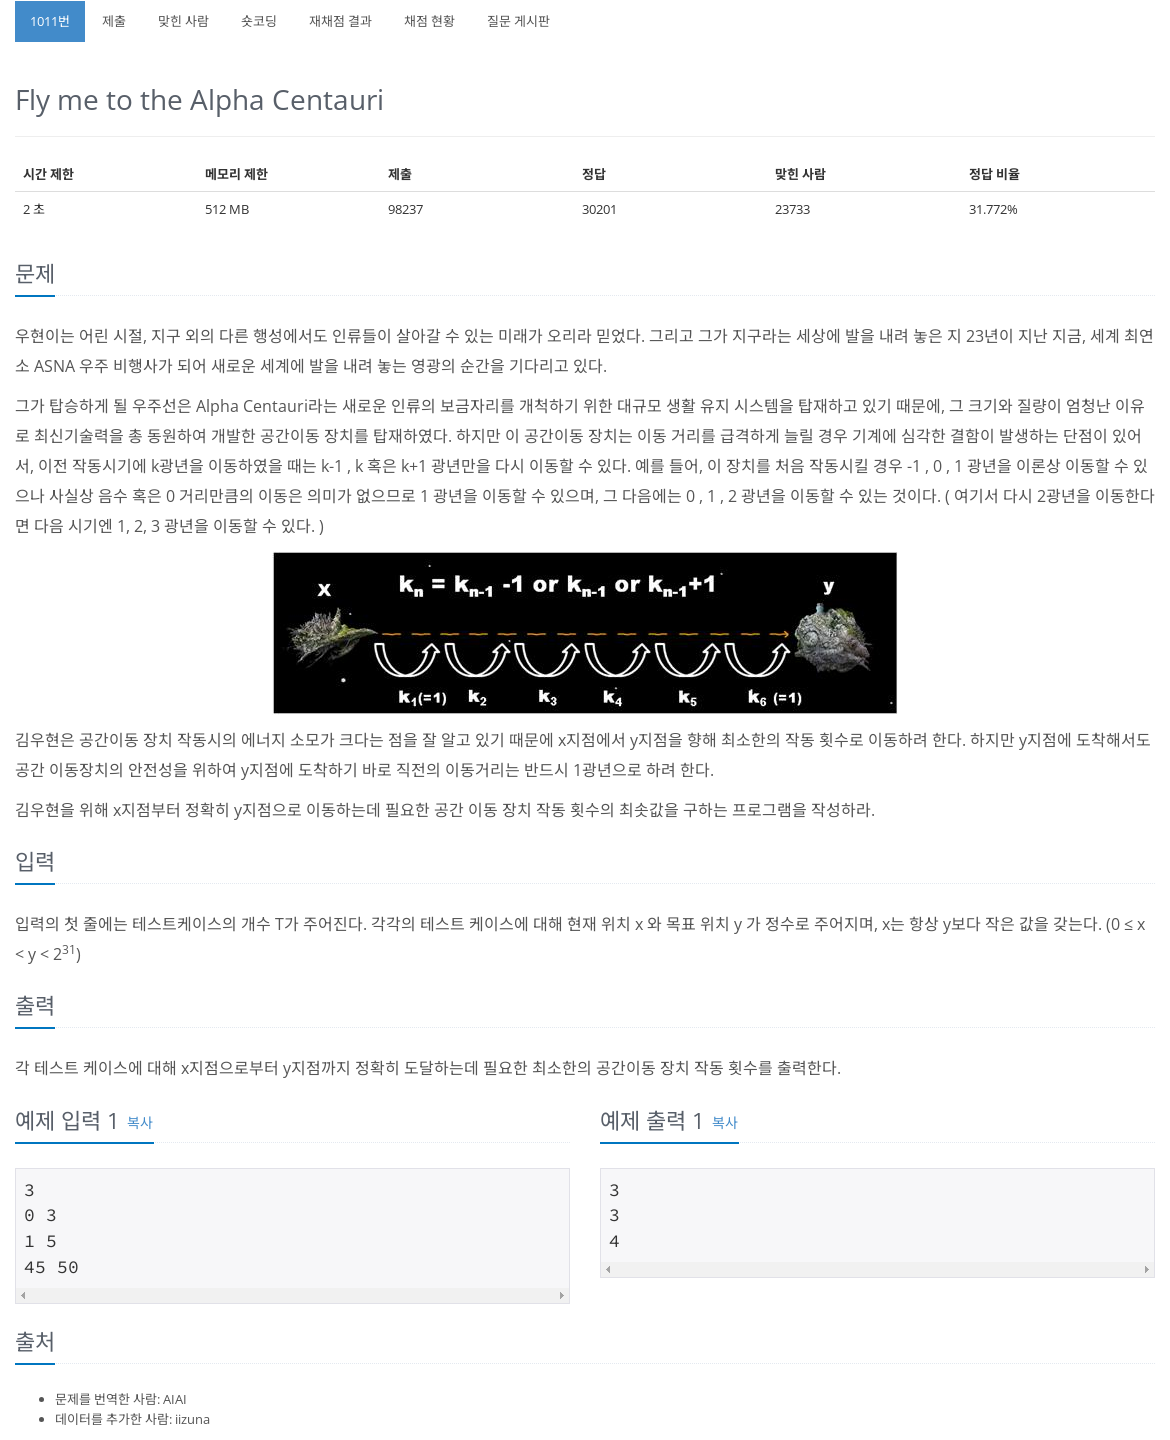 1011번 제출 맞힌 사람 숏코딩 재채점 결과 채점 현황 질문 게시판
Fly me to the Alpha Centauri
시간 제한 메모리 제한 제출 정답 맞힌 사람 정답 비율
2 초 512 MB 98237 30201 23733 31.772%
문제
우현이는 어린 시절, 지구 외의 다른 행성에서도 인류들이 살아갈 수 있는 미래가 오리라 믿었다. 그리고 그가 지구라는 세상에 발을 내려 놓은 지 23년이 지난 지금, 세계 최연
소 ASNA 우주 비행사가 되어 새로운 세계에 발을 내려 놓는 영광의 순간을 기다리고 있다.
그가 탑승하게 될 우주선은 Alpha Centauri라는 새로운 인류의 보금자리를 개척하기 위한 대규모 생활 유지 시스템을 탑재하고 있기 때문에, 그 크기와 질량이 엄청난 이유
로 최신기술력을 총 동원하여 개발한 공간이동 장치를 탑재하였다. 하지만 이 공간이동 장치는 이동 거리를 급격하게 늘릴 경우 기계에 심각한 결함이 발생하는 단점이 있어
서, 이전 작동시기에 k광년을 이동하였을 때는 k-1 , k 혹은 k+1 광년만을 다시 이동할 수 있다. 예를 들어, 이 장치를 처음 작동시킬 경우 -1 , 0 , 1 광년을 이론상 이동할 수 있
으나 사실상 음수 혹은 0 거리만큼의 이동은 의미가 없으므로 1 광년을 이동할 수 있으며, 그 다음에는 0 , 1 , 2 광년을 이동할 수 있는 것이다. ( 여기서 다시 2광년을 이동한다
면 다음 시기엔 1, 2, 3 광년을 이동할 수 있다. )
x kn = kn-1 -1 or kn-1 or kn-1+1 y
k1(=1) k2 k3 k4 k5 k6 (=1)
김우현은 공간이동 장치 작동시의 에너지 소모가 크다는 점을 잘 알고 있기 때문에 x지점에서 y지점을 향해 최소한의 작동 횟수로 이동하려 한다. 하지만 y지점에 도착해서도
공간 이동장치의 안전성을 위하여 y지점에 도착하기 바로 직전의 이동거리는 반드시 1광년으로 하려 한다.
김우현을 위해 x지점부터 정확히 y지점으로 이동하는데 필요한 공간 이동 장치 작동 횟수의 최솟값을 구하는 프로그램을 작성하라.
입력
입력의 첫 줄에는 테스트케이스의 개수 T가 주어진다. 각각의 테스트 케이스에 대해 현재 위치 x 와 목표 위치 y 가 정수로 주어지며, x는 항상 y보다 작은 값을 갖는다. (0 ≤ x
< y < 2^31)
출력
각 테스트 케이스에 대해 x지점으로부터 y지점까지 정확히 도달하는데 필요한 최소한의 공간이동 장치 작동 횟수를 출력한다.
예제 입력 1 복사
3
0 3
1 5
45 50
예제 출력 1 복사
3
3
4
출처
문제를 번역한 사람: AIAI
데이터를 추가한 사람: iizuna